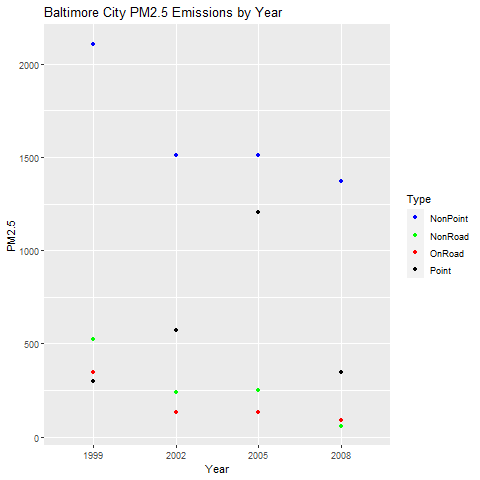 Baltimore City PM2.5 Emissions by Year
PM2.5
2000
1500
1000
500
0
1999 2002 2005 2008
Year
Type
NonPoint
NonRoad
OnRoad
Point